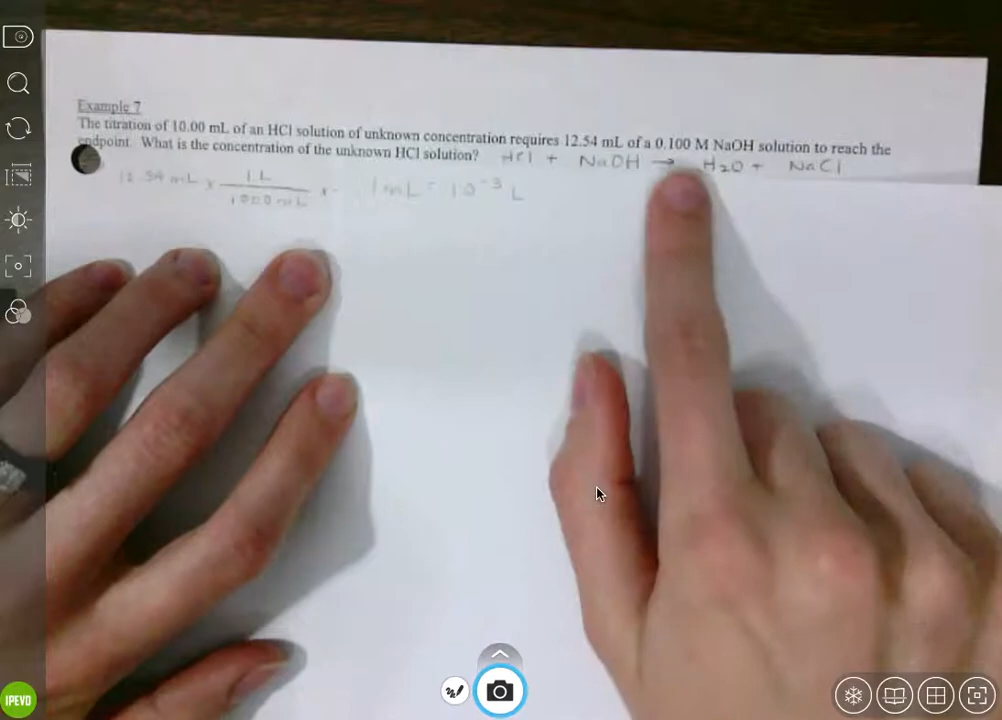 Example 7
The titration of 10.00 mL of an HCl solution of unknown concentration requires 12.54 mL of a 0.100 M NaOH solution to reach the
endpoint. What is the concentration of the unknown HCl solution? HCl + NaOH → H₂O + NaCl
12.54 mL x 1 L / 1000 mL x 1 mL = 10⁻³ L
IPEVO